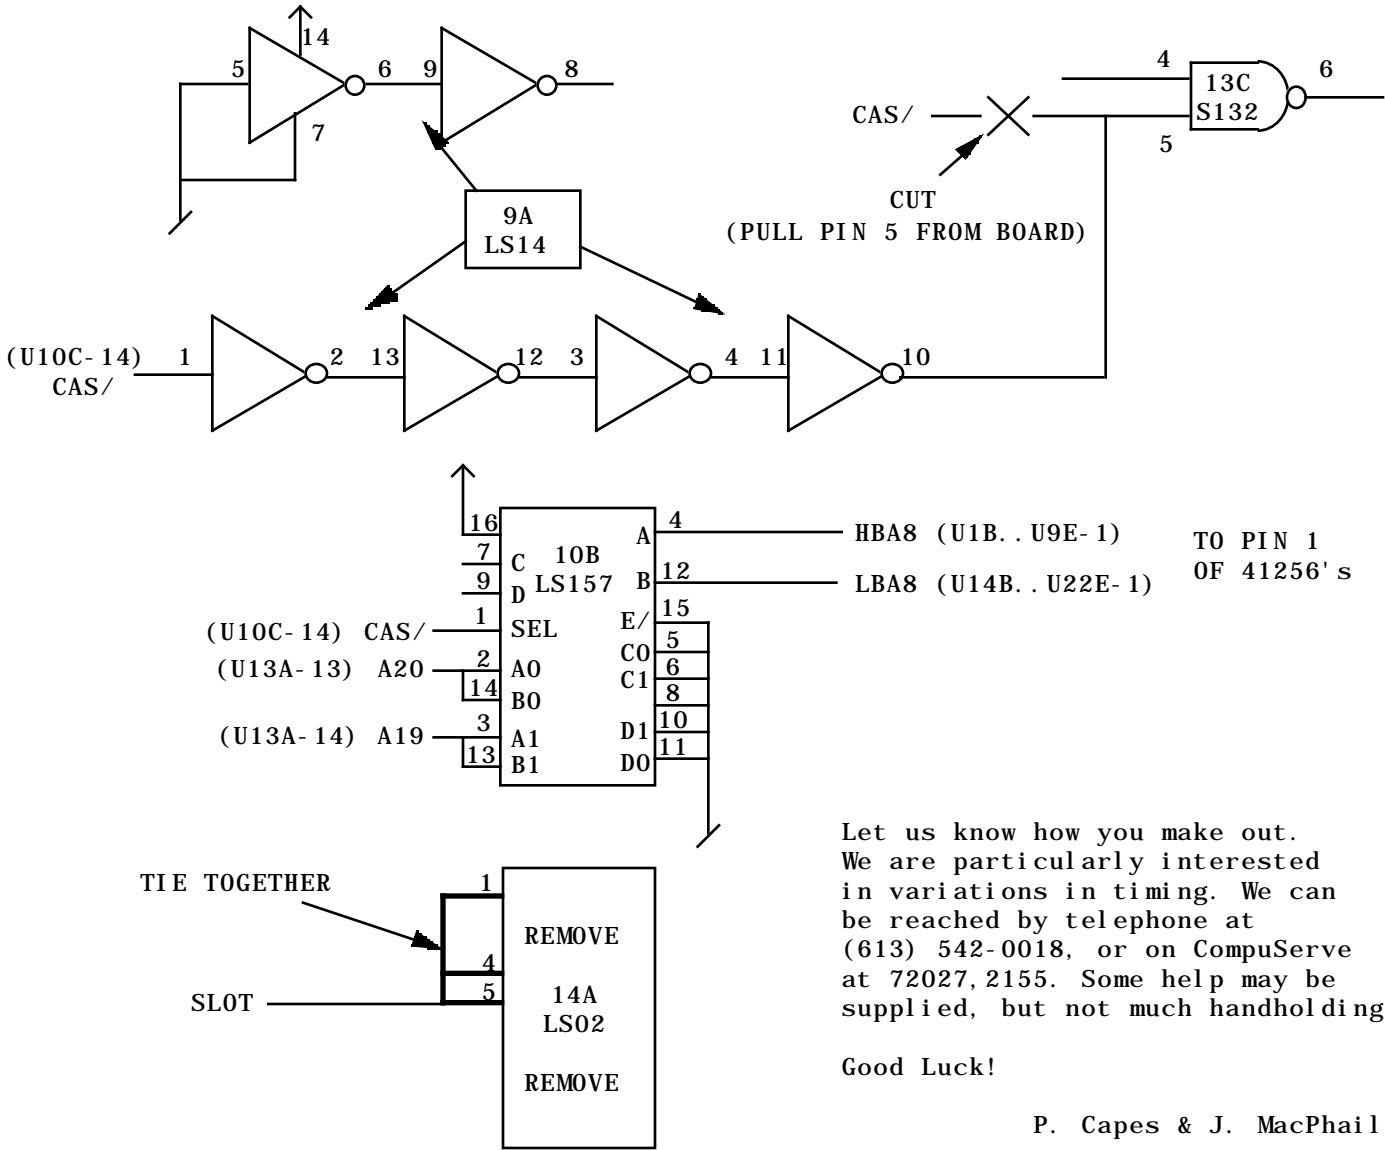 14
5
6
9
8
7
9A
LS14
4
13C
S132
6
CAS/
5
CUT
(PULL PIN 5 FROM BOARD)
(U10C-14)
CAS/
1
2
13
12
3
4
11
10
16
7
C
9
D
10B
LS157
(U10C-14) CAS/
1
SEL
(U13A-13) A20
2
A0
14
B0
(U13A-14) A19
3
A1
13
B1
A
4
HBA8 (U1B..U9E-1)
B
12
LBA8 (U14B..U22E-1)
TO PIN 1
OF 41256's
E/
15
C0
5
C1
6
8
D1
10
D0
11
TIE TOGETHER
1
REMOVE
4
5
SLOT
14A
LS02
REMOVE
Let us know how you make out.
We are particularly interested
in variations in timing. We can
be reached by telephone at
(613) 542-0018, or on CompuServe
at 72027,2155. Some help may be
supplied, but not much handholding
Good Luck!
P. Capes & J. MacPhail